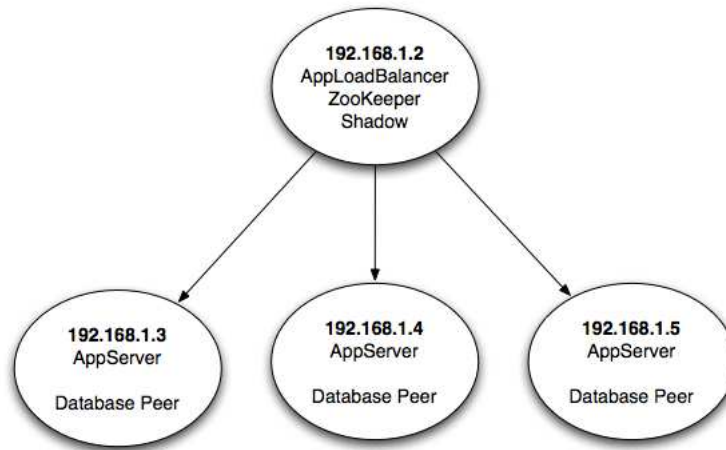 192.168.1.2
AppLoadBalancer
ZooKeeper
Shadow
192.168.1.3
AppServer
Database Peer
192.168.1.4
AppServer
Database Peer
192.168.1.5
AppServer
Database Peer